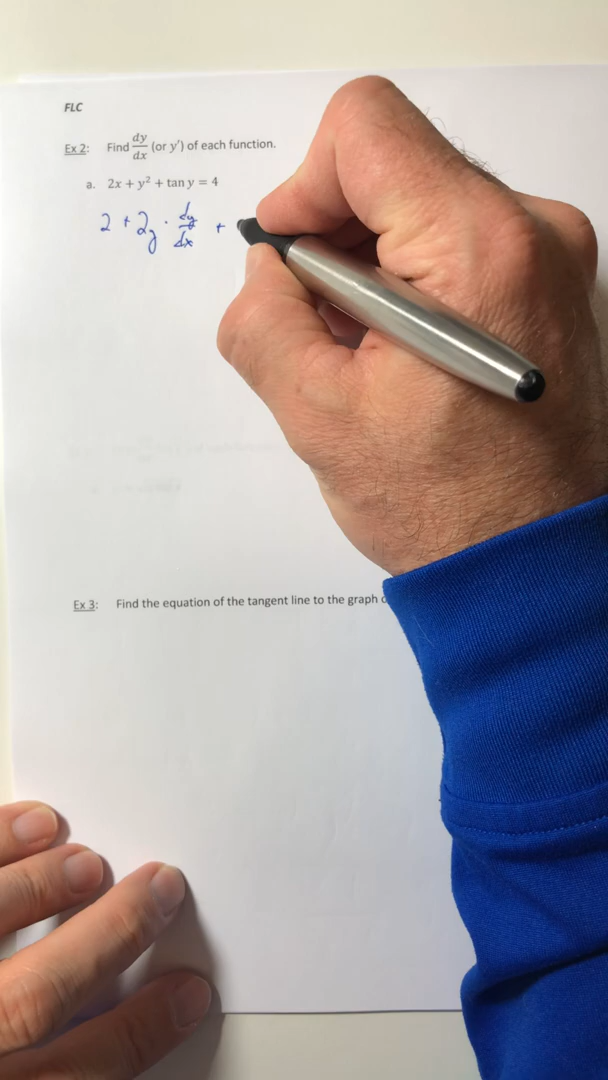 FLC
Ex 2: Find dy/dx (or y′) of each function.
a. 2x + y² + tan y = 4
2 + 2y · dy/dx +
Ex 3: Find the equation of the tangent line to the graph